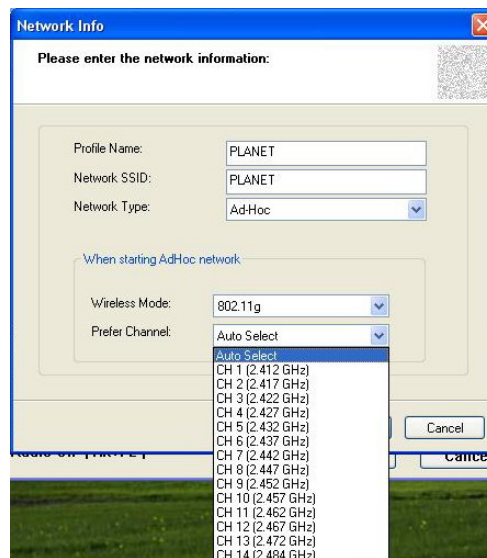 Network Info
Please enter the network information:
Profile Name: PLANET
Network SSID: PLANET
Network Type: Ad-Hoc
When starting AdHoc network
Wireless Mode: 802.11g
Prefer Channel: Auto Select
Auto Select
CH 1 (2.412 GHz)
CH 2 (2.417 GHz)
CH 3 (2.422 GHz)
CH 4 (2.427 GHz)
CH 5 (2.432 GHz)
CH 6 (2.437 GHz)
CH 7 (2.442 GHz)
CH 8 (2.447 GHz)
CH 9 (2.452 GHz)
CH 10 (2.457 GHz)
CH 11 (2.462 GHz)
CH 12 (2.467 GHz)
CH 13 (2.472 GHz)
CH 14 (2.484 GHz)
Cancel